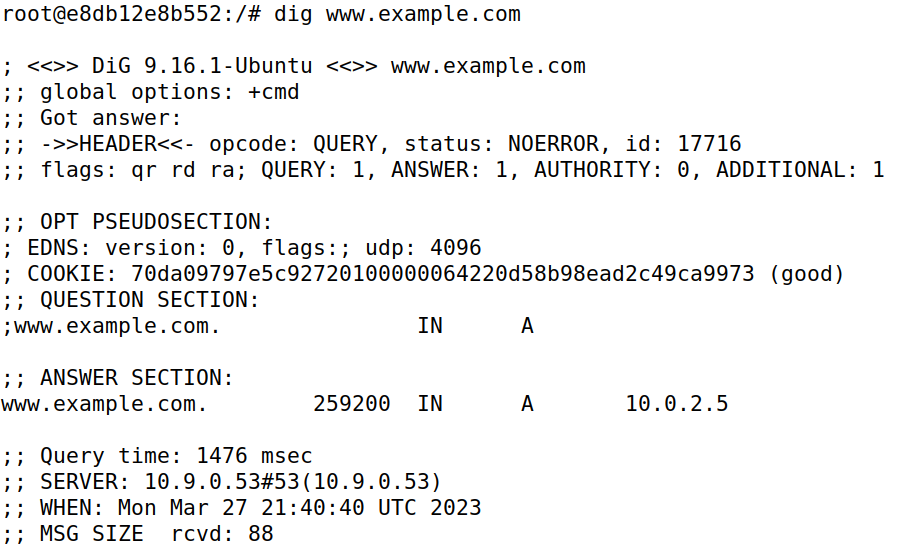 root@e8db12e8b552:/# dig www.example.com
; <<>> DiG 9.16.1-Ubuntu <<>> www.example.com
;; global options: +cmd
;; Got answer:
;; ->>HEADER<<- opcode: QUERY, status: NOERROR, id: 17716
;; flags: qr rd ra; QUERY: 1, ANSWER: 1, AUTHORITY: 0, ADDITIONAL: 1
;; OPT PSEUDOSECTION:
; EDNS: version: 0, flags:; udp: 4096
; COOKIE: 70da09797e5c92720100000064220d58b98ead2c49ca9973 (good)
;; QUESTION SECTION:
;www.example.com. IN A
;; ANSWER SECTION:
www.example.com. 259200 IN A 10.0.2.5
;; Query time: 1476 msec
;; SERVER: 10.9.0.53#53(10.9.0.53)
;; WHEN: Mon Mar 27 21:40:40 UTC 2023
;; MSG SIZE rcvd: 88